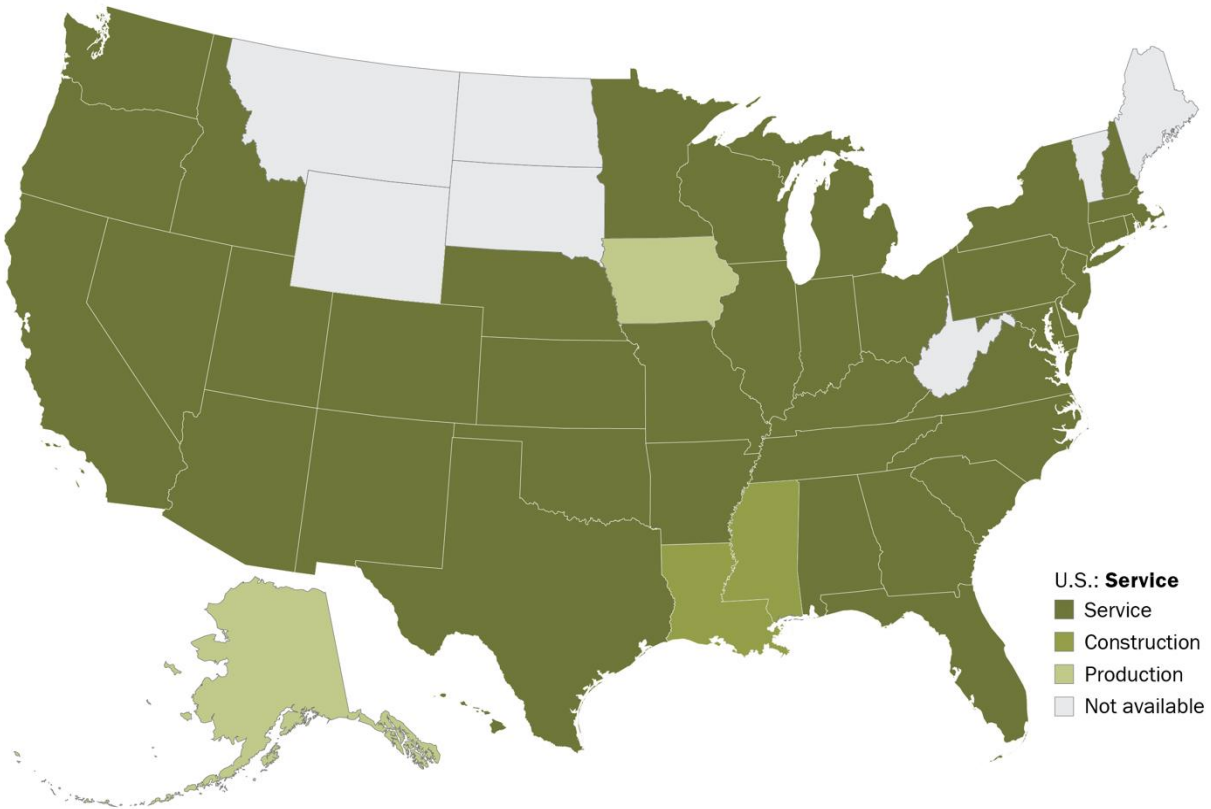 U.S.: Service
Service
Construction
Production
Not available